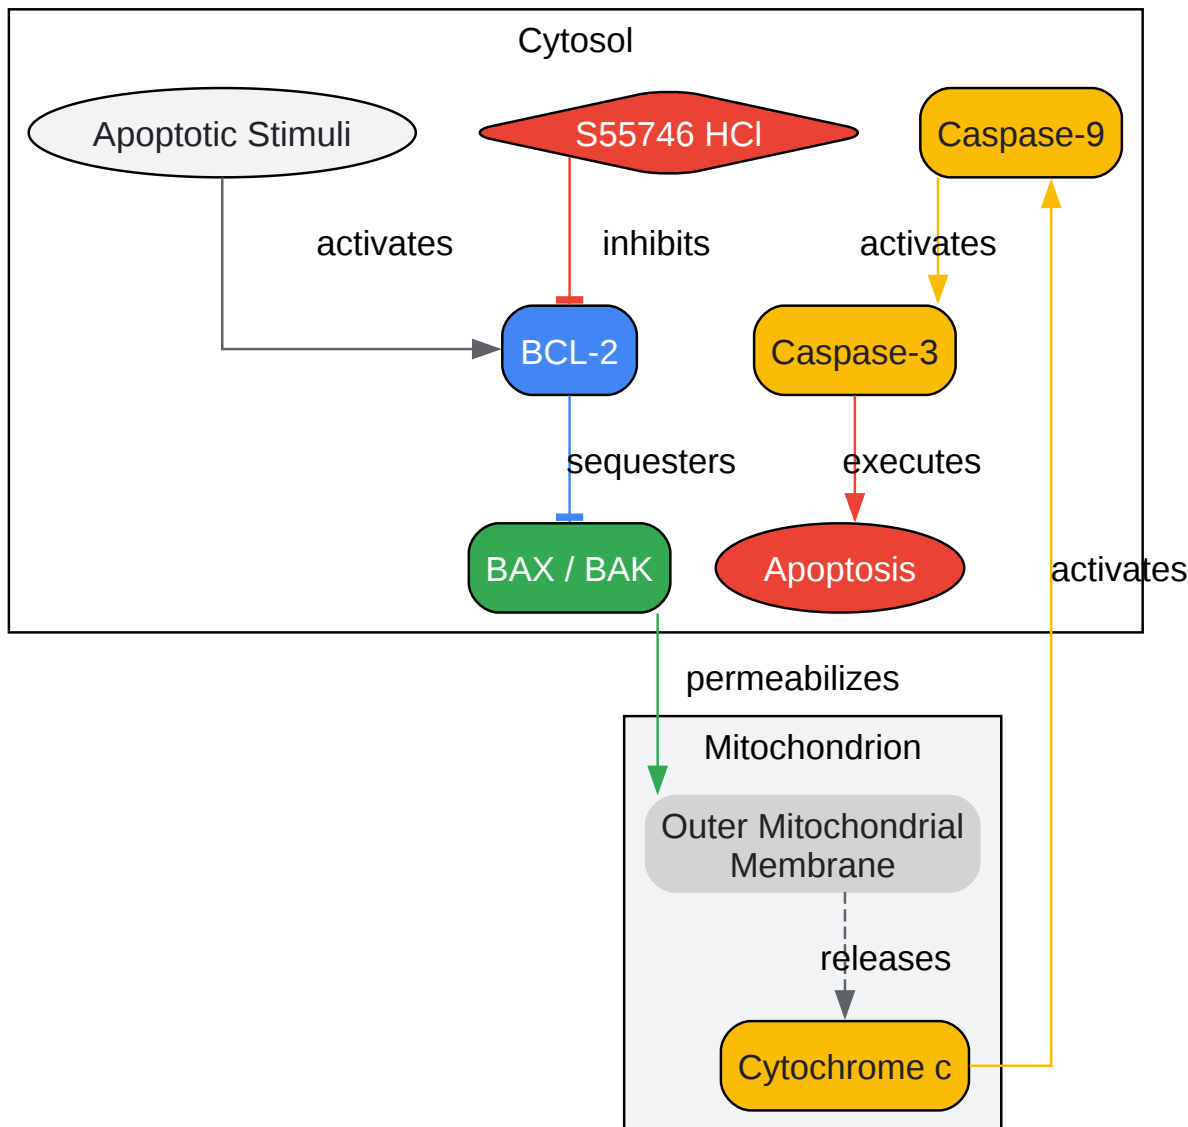 Cytosol
Apoptotic Stimuli
S55746 HCl
Caspase-9
activates
inhibits
activates
BCL-2
Caspase-3
sequesters
executes
BAX / BAK
Apoptosis
activates
permeabilizes
Mitochondrion
Outer Mitochondrial
Membrane
releases
Cytochrome c